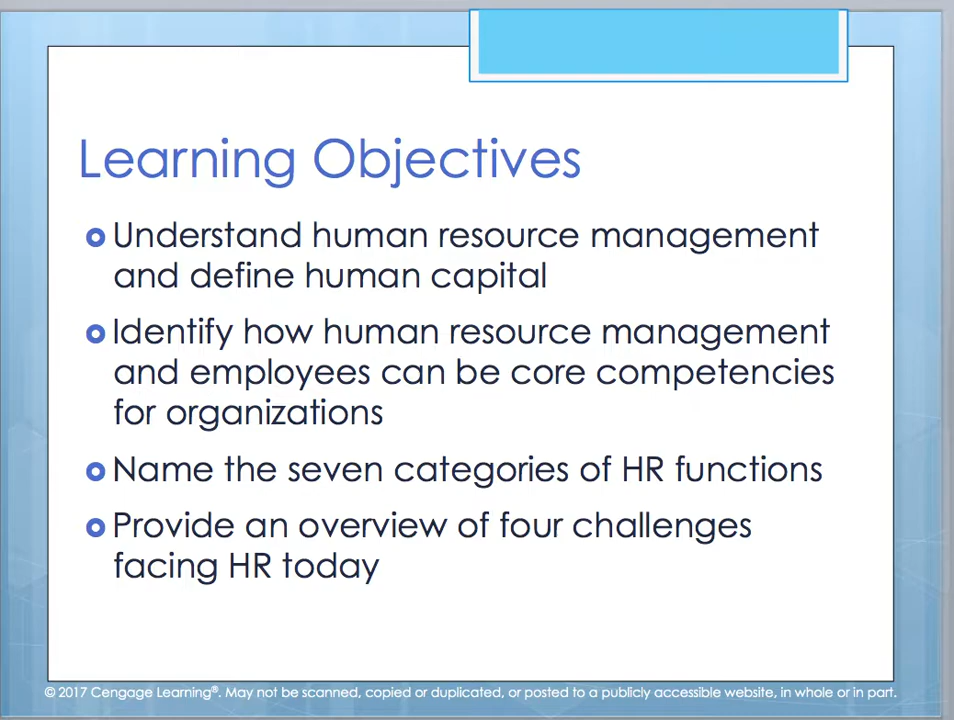 Learning Objectives
Understand human resource management
and define human capital
Identify how human resource management
and employees can be core competencies
for organizations
Name the seven categories of HR functions
Provide an overview of four challenges
facing HR today
© 2017 Cengage Learning®. May not be scanned, copied or duplicated, or posted to a publicly accessible website, in whole or in part.